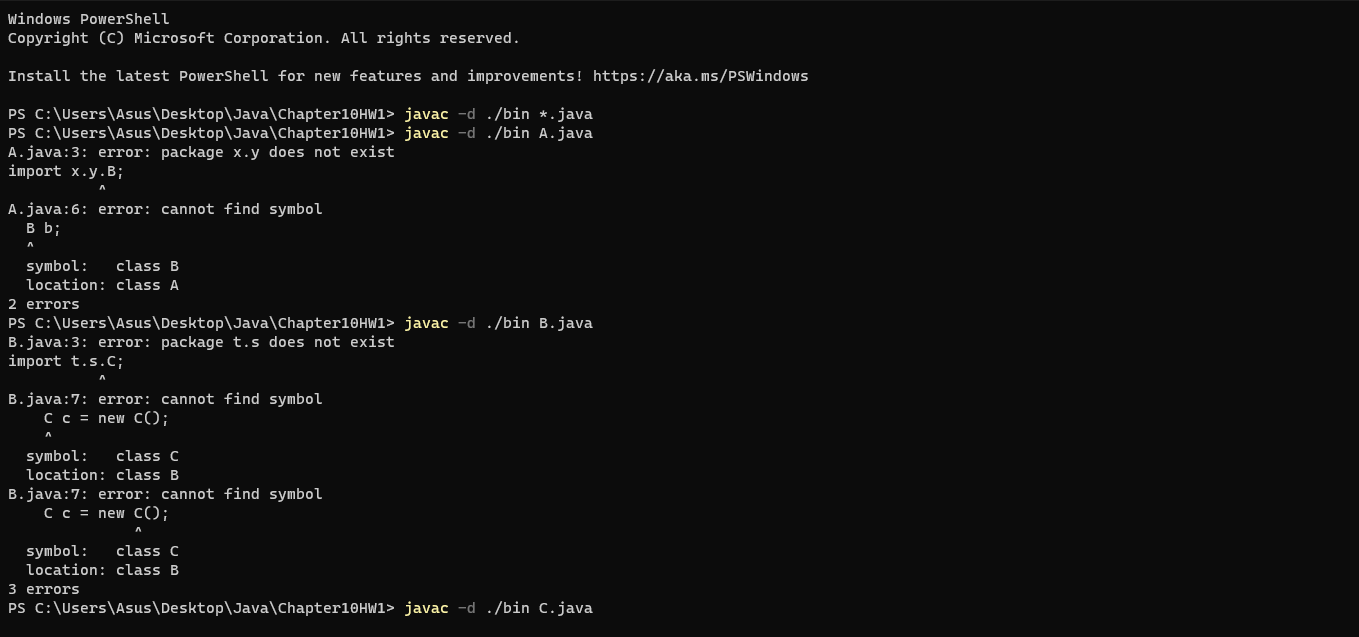 Windows PowerShell
Copyright (C) Microsoft Corporation. All rights reserved.
Install the latest PowerShell for new features and improvements! https://aka.ms/PSWindows
PS C:\Users\Asus\Desktop\Java\Chapter10HW1> javac -d ./bin *.java
PS C:\Users\Asus\Desktop\Java\Chapter10HW1> javac -d ./bin A.java
A.java:3: error: package x.y does not exist
import x.y.B;
          ^
A.java:6: error: cannot find symbol
  B b;
  ^
  symbol:   class B
  location: class A
2 errors
PS C:\Users\Asus\Desktop\Java\Chapter10HW1> javac -d ./bin B.java
B.java:3: error: package t.s does not exist
import t.s.C;
          ^
B.java:7: error: cannot find symbol
    C c = new C();
    ^
  symbol:   class C
  location: class B
B.java:7: error: cannot find symbol
    C c = new C();
              ^
  symbol:   class C
  location: class B
3 errors
PS C:\Users\Asus\Desktop\Java\Chapter10HW1> javac -d ./bin C.java